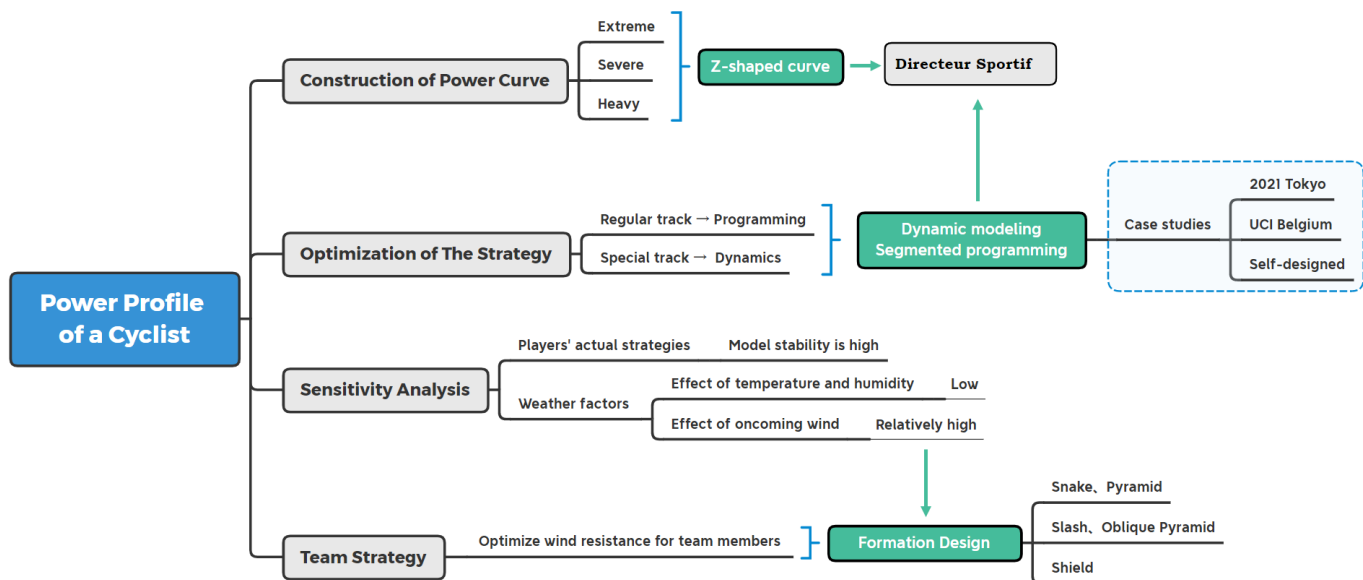 Power Profile
of a Cyclist
Construction of Power Curve
Extreme
Severe
Heavy
Z-shaped curve
Directeur Sportif
Optimization of The Strategy
Regular track → Programming
Special track → Dynamics
Dynamic modeling
Segmented programming
Case studies
2021 Tokyo
UCI Belgium
Self-designed
Sensitivity Analysis
Players' actual strategies
Model stability is high
Weather factors
Effect of temperature and humidity
Low
Effect of oncoming wind
Relatively high
Team Strategy
Optimize wind resistance for team members
Formation Design
Snake、Pyramid
Slash、Oblique Pyramid
Shield